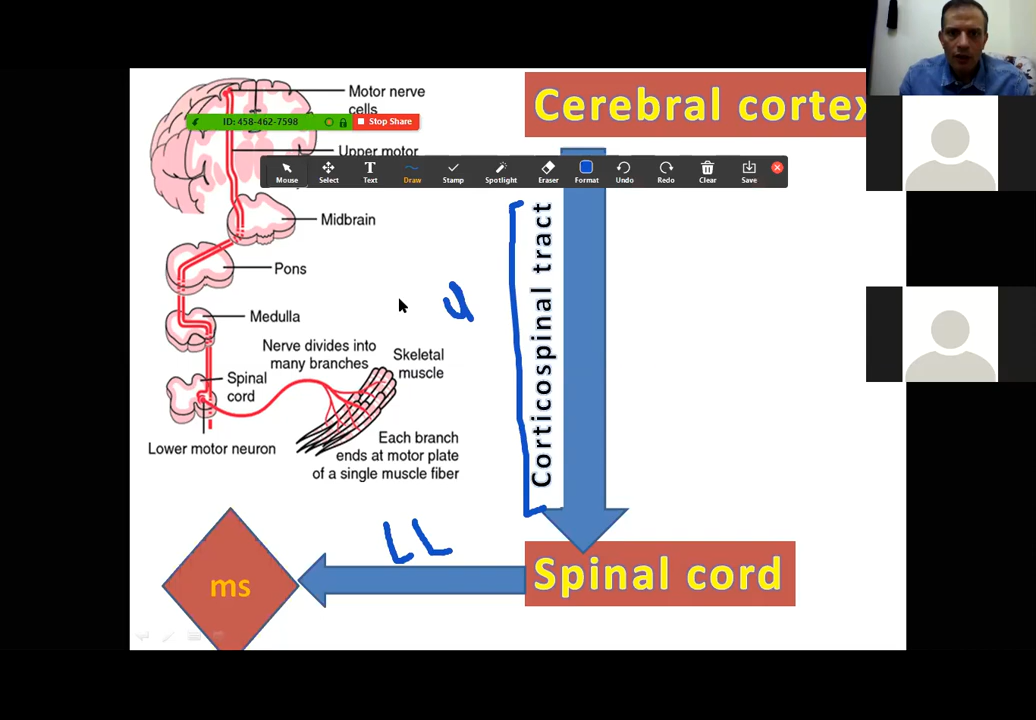 Motor nerve
cells
ID: 458-462-7598
Stop Share
Upper motor
Mouse
Select
Text
Draw
Stamp
Spotlight
Eraser
Format
Undo
Redo
Clear
Save
Midbrain
Pons
Medulla
Nerve divides into
many branches
Skeletal
muscle
Spinal
cord
Lower motor neuron
Each branch
ends at motor plate
of a single muscle fiber
Cerebral cortex
Corticospinal tract
u
LL
Spinal cord
ms